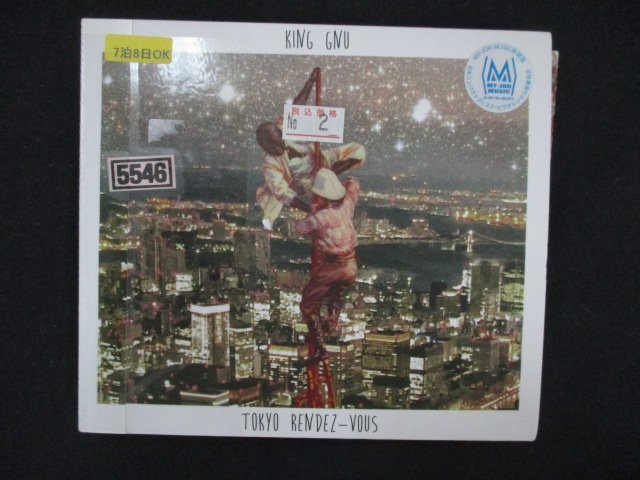 KING GNU
7泊8日OK
税込価格
No 2
5546
M
MY-JOR
MUSIC
TOKYO RENDEZ-VOUS